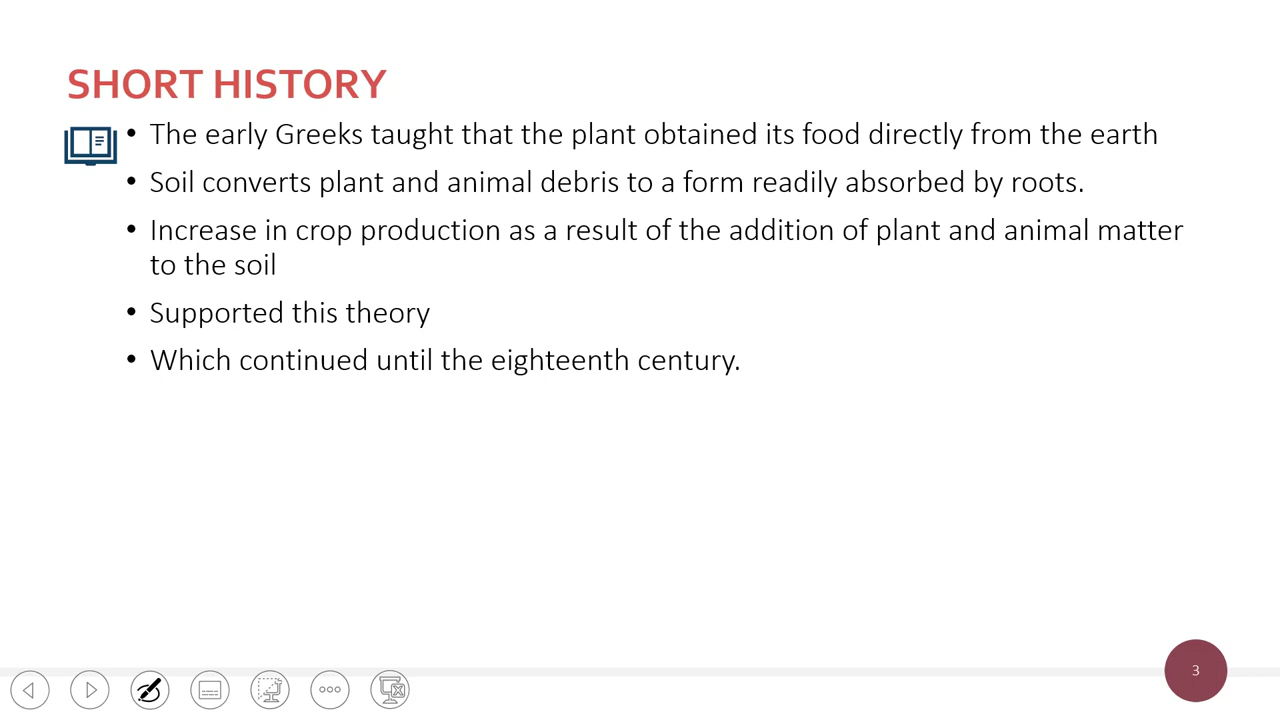 SHORT HISTORY
• The early Greeks taught that the plant obtained its food directly from the earth
• Soil converts plant and animal debris to a form readily absorbed by roots.
• Increase in crop production as a result of the addition of plant and animal matter
to the soil
• Supported this theory
• Which continued until the eighteenth century.
3